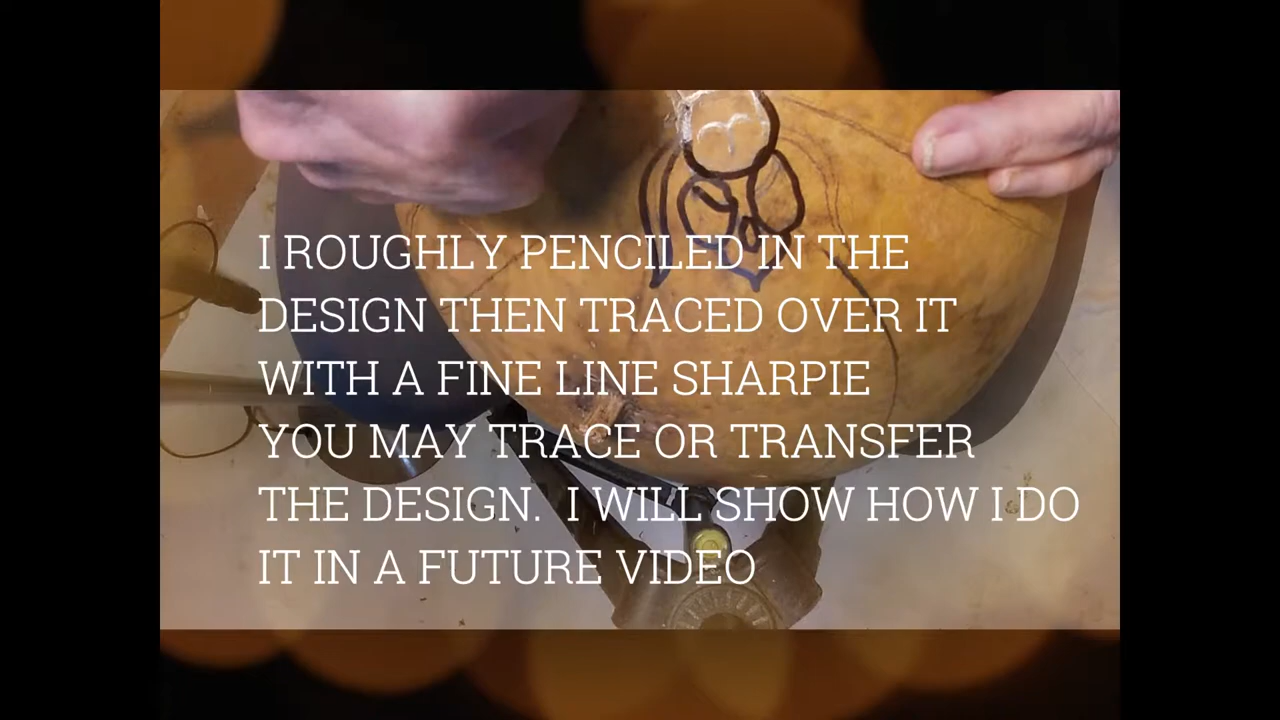 I ROUGHLY PENCILED IN THE
DESIGN THEN TRACED OVER IT
WITH A FINE LINE SHARPIE
YOU MAY TRACE OR TRANSFER
THE DESIGN.  I WILL SHOW HOW I DO
IT IN A FUTURE VIDEO